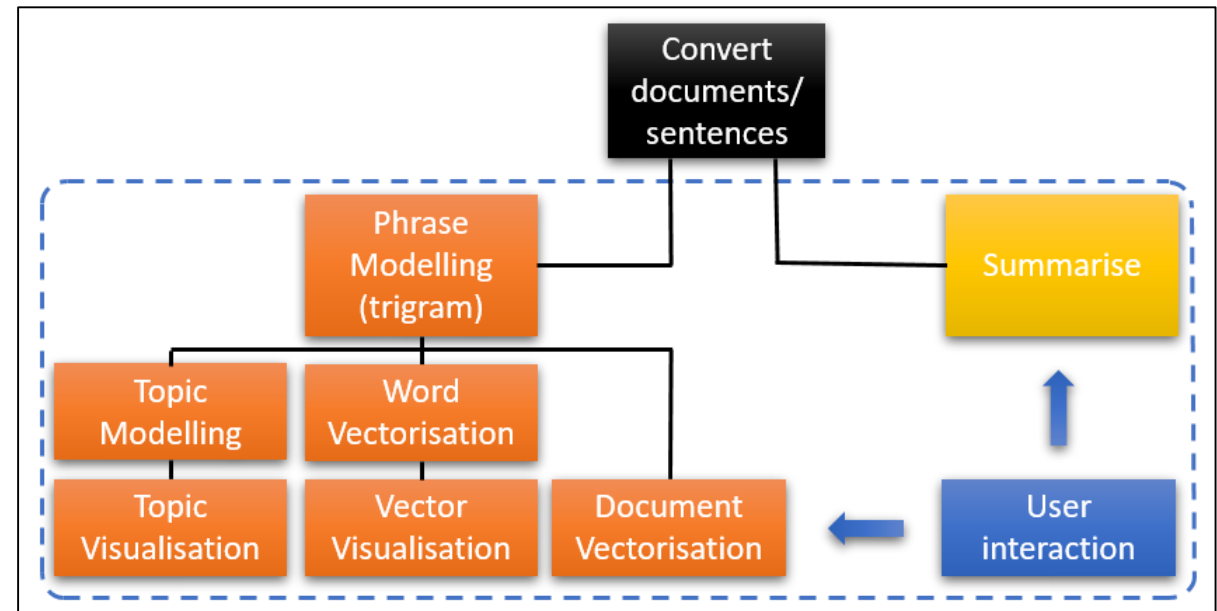 Convert
documents/
sentences
Phrase
Modelling
(trigram)
Summarise
Topic
Modelling
Word
Vectorisation
Topic
Visualisation
Vector
Visualisation
Document
Vectorisation
User
interaction